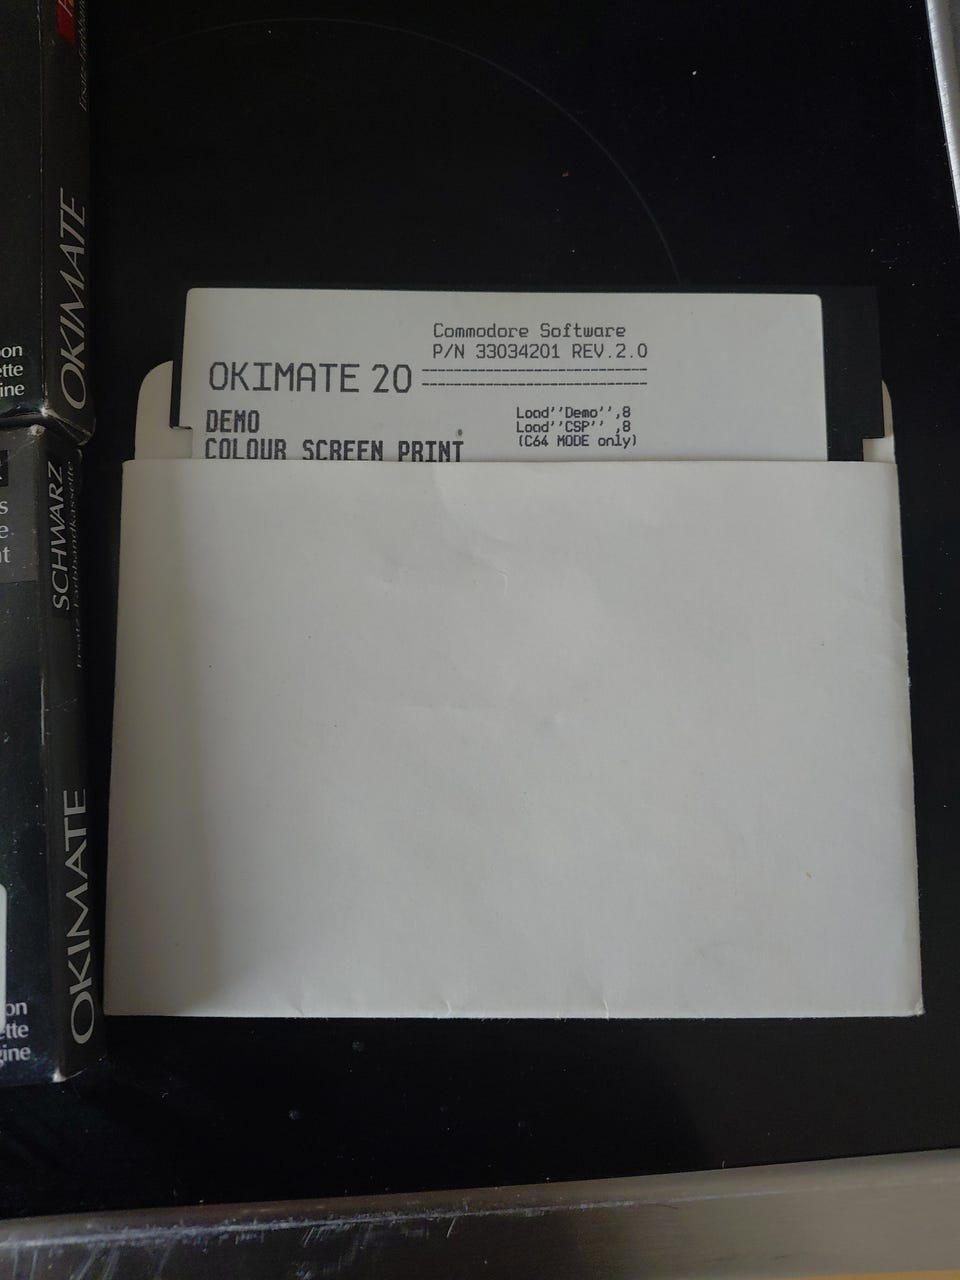 Commodore Software
P/N 33034201 REV.2.0
OKIMATE 20
DEMO
COLOUR SCREEN PRINT
Load''Demo'',8
Load''CSP'',8
(C64 MODE only)
OKIMATE
SCHWARZ
Farbbandkassette
OKIMATE